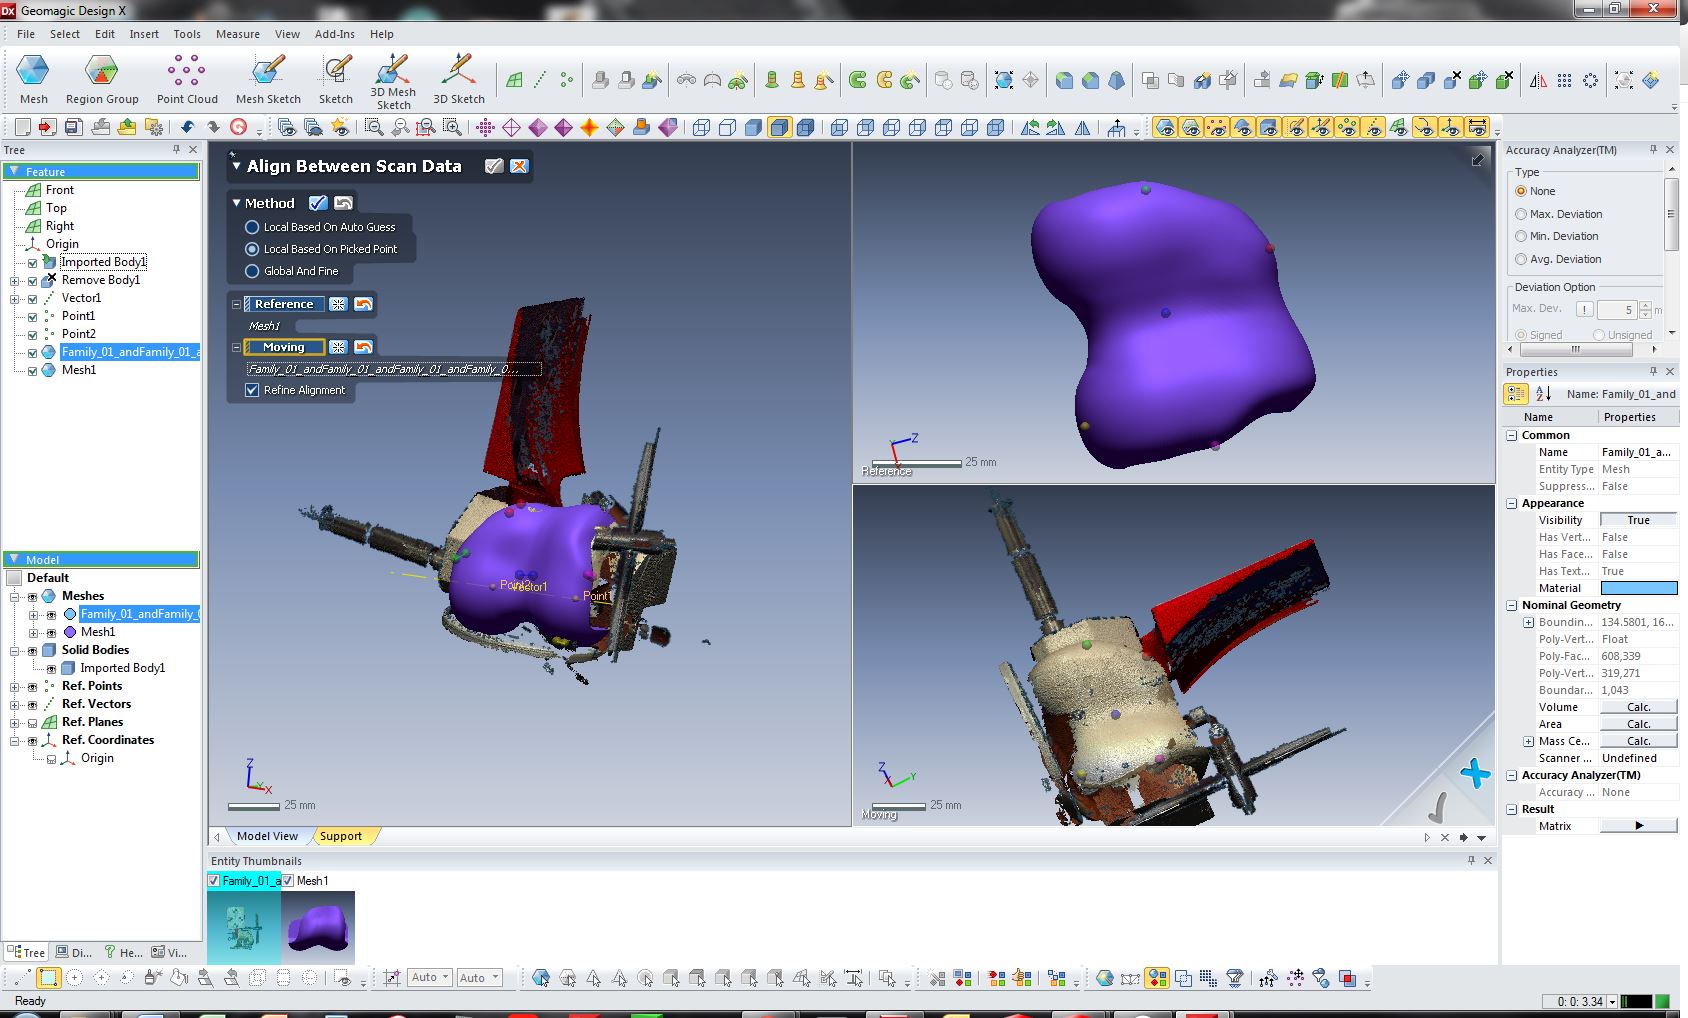 DX Geomagic Design X
File Select Edit Insert Tools Measure View Add-Ins Help
Mesh Region Group Point Cloud Mesh Sketch Sketch 3D Mesh Sketch 3D Sketch
Tree
Feature
Front
Top
Right
Origin
Imported Body1
Remove Body1
Vector1
Point1
Point2
Family_01_andFamily_01_a
Mesh1
Model
Default
Meshes
Family_01_andFamily_
Mesh1
Solid Bodies
Imported Body1
Ref. Points
Ref. Vectors
Ref. Planes
Ref. Coordinates
Origin
Tree Di... He... Vi...
Align Between Scan Data
Method
Local Based On Auto Guess
Local Based On Picked Point
Global And Fine
Reference
Mesh1
Moving
Family_01_andFamily_01_andFamily_01_andFamily_0...
Refine Alignment
Point2
Vector1
Point1
Z
Y
X
25 mm
Y
Z
25 mm
Reference
Z
Y
X
25 mm
Moving
Model View Support
Entity Thumbnails
Family_01_a Mesh1
Accuracy Analyzer(TM)
Type
None
Max. Deviation
Min. Deviation
Avg. Deviation
Deviation Option
Max. Dev. ! 5 m
Signed Unsigned
Properties
A Z Name: Family_01_and
Name Properties
Common
Name Family_01_a...
Entity Type Mesh
Suppress... False
Appearance
Visibility True
Has Vert... False
Has Face... False
Has Text... True
Material
Nominal Geometry
Boundin... 134.5801, 16...
Poly-Vert... Float
Poly-Fac... 608,339
Poly-Vert... 319,271
Boundar... 1,043
Volume Calc.
Area Calc.
Mass Ce... Calc.
Scanner ... Undefined
Accuracy Analyzer(TM)
Accuracy ... None
Result
Matrix
Auto Auto
Ready
0: 0: 3.34